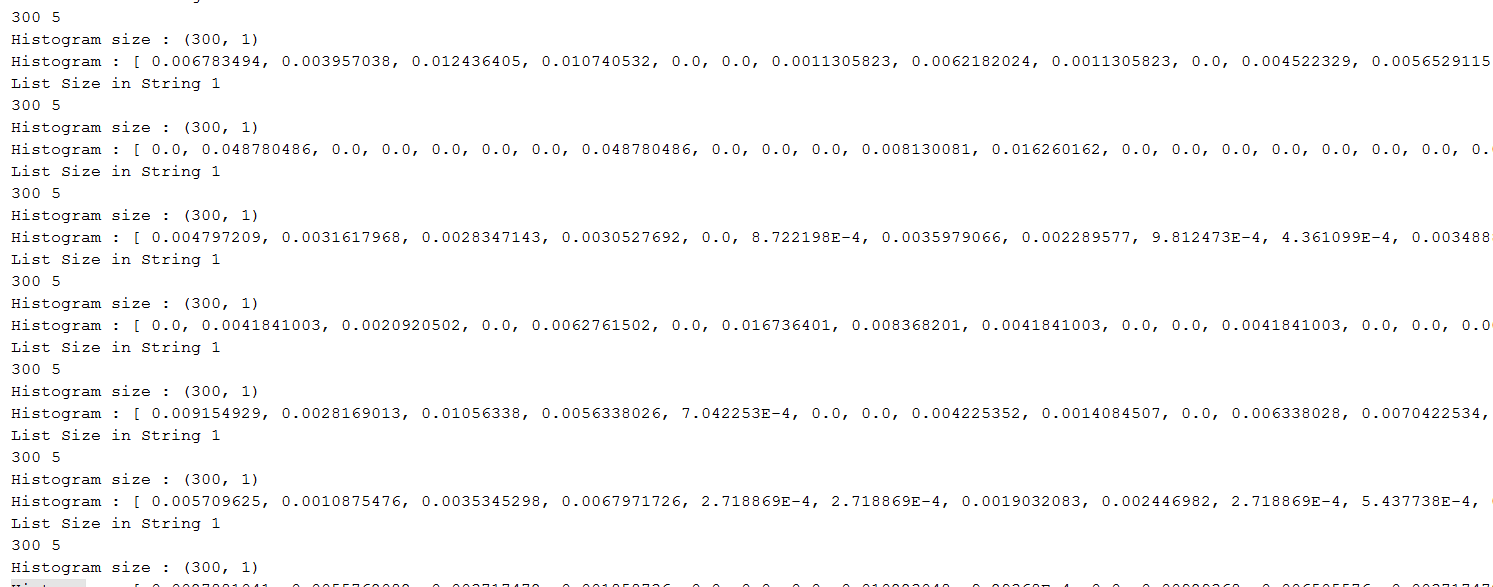 300 5
Histogram size : (300, 1)
Histogram : [ 0.006783494, 0.003957038, 0.012436405, 0.010740532, 0.0, 0.0, 0.0011305823, 0.0062182024, 0.0011305823, 0.0, 0.004522329, 0.0056529115
List Size in String 1
300 5
Histogram size : (300, 1)
Histogram : [ 0.0, 0.048780486, 0.0, 0.0, 0.0, 0.0, 0.0, 0.048780486, 0.0, 0.0, 0.0, 0.008130081, 0.016260162, 0.0, 0.0, 0.0, 0.0, 0.0, 0.0, 0.0, 0.
List Size in String 1
300 5
Histogram size : (300, 1)
Histogram : [ 0.004797209, 0.0031617968, 0.0028347143, 0.0030527692, 0.0, 8.722198E-4, 0.0035979066, 0.002289577, 9.812473E-4, 4.361099E-4, 0.003488
List Size in String 1
300 5
Histogram size : (300, 1)
Histogram : [ 0.0, 0.0041841003, 0.0020920502, 0.0, 0.0062761502, 0.0, 0.016736401, 0.008368201, 0.0041841003, 0.0, 0.0, 0.0041841003, 0.0, 0.0, 0.0
List Size in String 1
300 5
Histogram size : (300, 1)
Histogram : [ 0.009154929, 0.0028169013, 0.01056338, 0.0056338026, 7.042253E-4, 0.0, 0.0, 0.004225352, 0.0014084507, 0.0, 0.006338028, 0.0070422534,
List Size in String 1
300 5
Histogram size : (300, 1)
Histogram : [ 0.005709625, 0.0010875476, 0.0035345298, 0.0067971726, 2.718869E-4, 2.718869E-4, 0.0019032083, 0.002446982, 2.718869E-4, 5.437738E-4,
List Size in String 1
300 5
Histogram size : (300, 1)